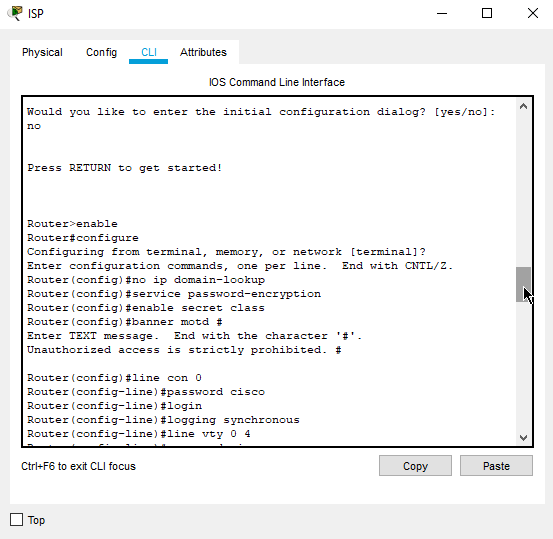 ISP
Physical Config CLI Attributes
IOS Command Line Interface
Would you like to enter the initial configuration dialog? [yes/no]:
no
Press RETURN to get started!
Router>enable
Router#configure
Configuring from terminal, memory, or network [terminal]?
Enter configuration commands, one per line.  End with CNTL/Z.
Router(config)#no ip domain-lookup
Router(config)#service password-encryption
Router(config)#enable secret class
Router(config)#banner motd #
Enter TEXT message.  End with the character '#'.
Unauthorized access is strictly prohibited. #
Router(config)#line con 0
Router(config-line)#password cisco
Router(config-line)#login
Router(config-line)#logging synchronous
Router(config-line)#line vty 0 4
Ctrl+F6 to exit CLI focus
Copy Paste
Top